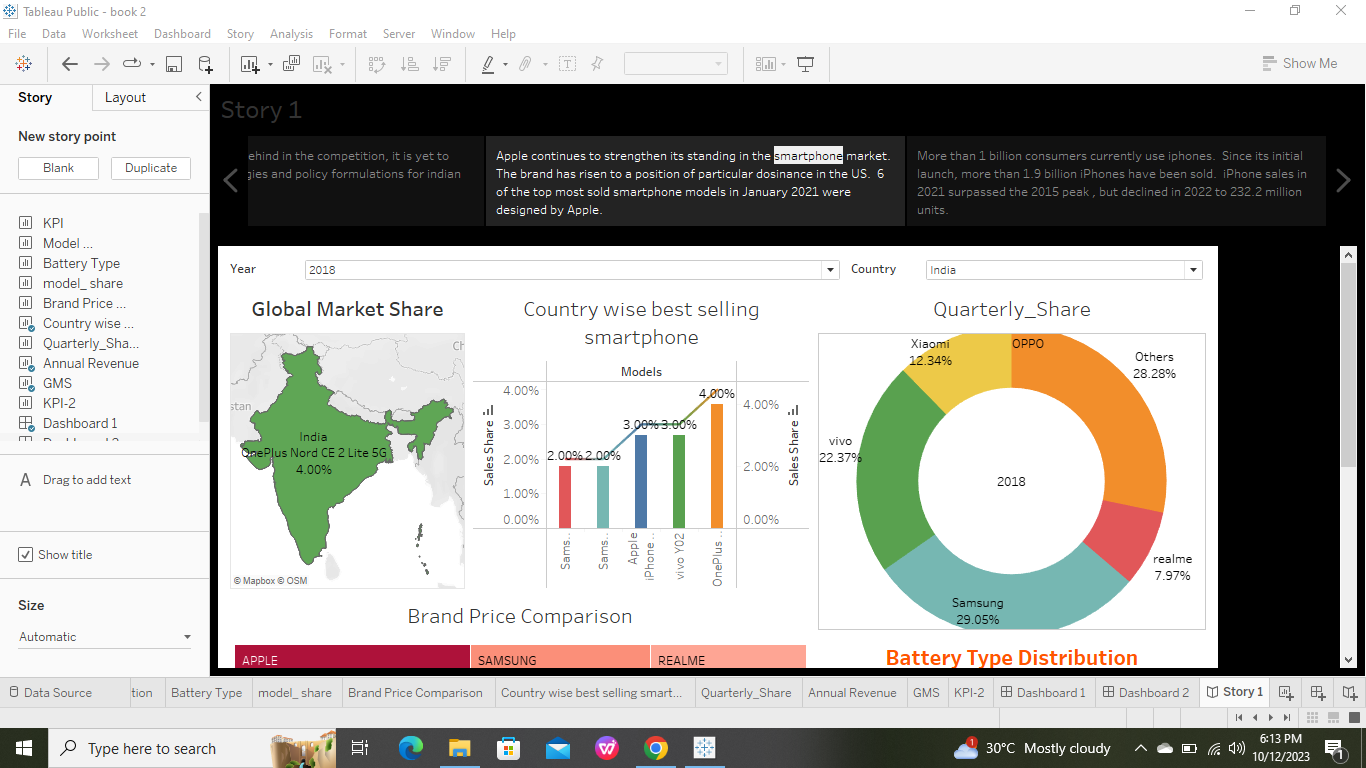 Tableau Public - book 2
File Data Worksheet Dashboard Story Analysis Format Server Window Help
Show Me
Story Layout
New story point
Blank Duplicate
KPI
Model ...
Battery Type
model_ share
Brand Price ...
Country wise ...
Quarterly_Sha...
Annual Revenue
GMS
KPI-2
Dashboard 1
Drag to add text
Show title
Size
Automatic
Story 1
ehind in the competition, it is yet to
gies and policy formulations for indian
Apple continues to strengthen its standing in the smartphone market.
The brand has risen to a position of particular dosinance in the US. 6
of the top most sold smartphone models in January 2021 were
designed by Apple.
More than 1 billion consumers currently use iphones. Since its initial
launch, more than 1.9 billion iPhones have been sold. iPhone sales in
2021 surpassed the 2015 peak , but declined in 2022 to 232.2 million
units.
Year 2018 Country India
Global Market Share
stan
Ch
India
OnePlus Nord CE 2 Lite 5G
4.00%
© Mapbox © OSM
Country wise best selling
smartphone
Models
Sales Share
4.00%
3.00%
2.00%
1.00%
0.00%
2.00% 2.00% 3.00% 3.00% 4.00%
Sams..
Sams..
Apple
iPhone ..
vivo Y02
OnePlus ..
4.00%
2.00%
0.00%
Sales Share
Quarterly_Share
Xiaomi
12.34%
OPPO
Others
28.28%
vivo
22.37%
2018
realme
7.97%
Samsung
29.05%
Brand Price Comparison
APPLE SAMSUNG REALME
Battery Type Distribution
Data Source tion Battery Type model_ share Brand Price Comparison Country wise best selling smart... Quarterly_Share Annual Revenue GMS KPI-2 Dashboard 1 Dashboard 2 Story 1
Type here to search
1
30°C Mostly cloudy
6:13 PM
10/12/2023
1